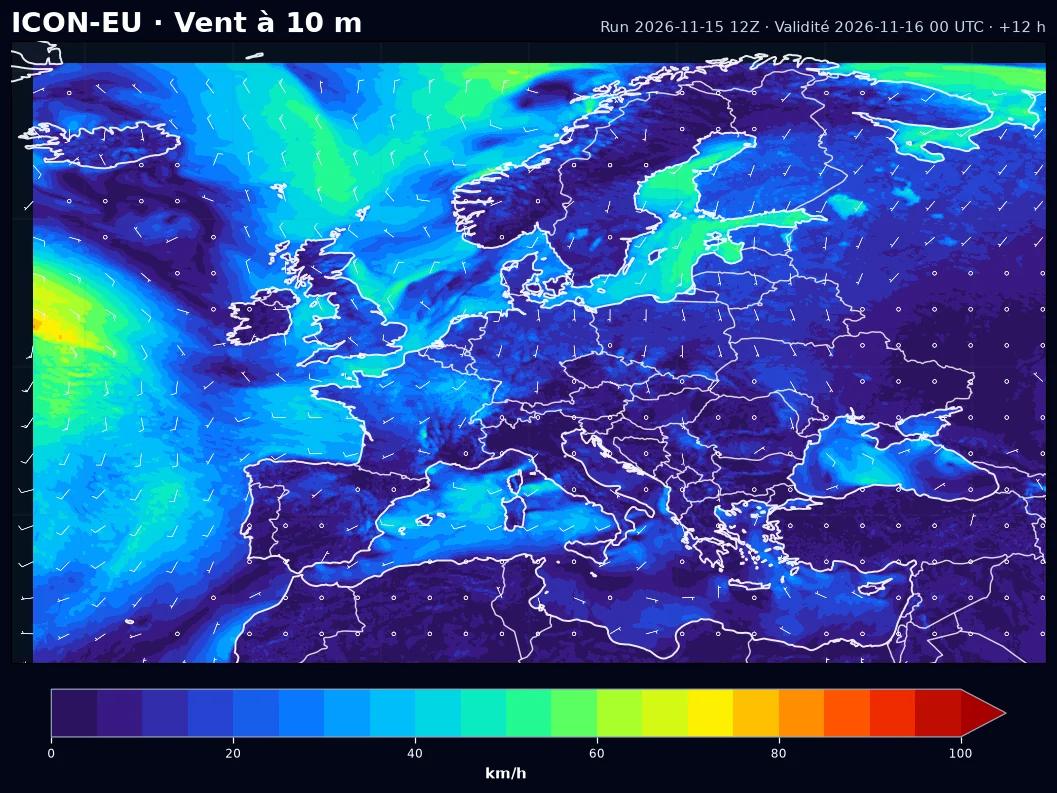 ICON-EU · Vent à 10 m
Run 2026-11-15 12Z · Validité 2026-11-16 00 UTC · +12 h
0 20 40 60 80 100
km/h